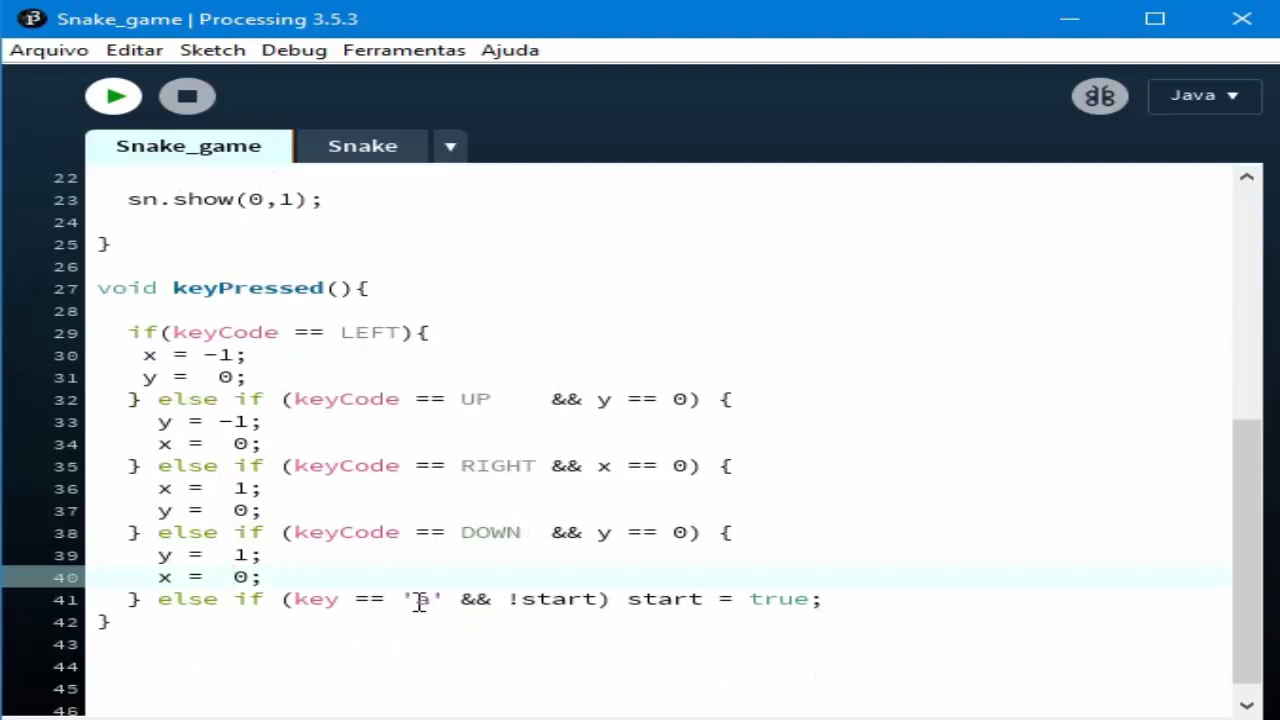 Snake_game | Processing 3.5.3
Arquivo Editar Sketch Debug Ferramentas Ajuda
Java ▼
Snake_game Snake ▼
22
23 sn.show(0,1);
24
25 }
26
27 void keyPressed(){
28
29 if(keyCode == LEFT){
30 x = -1;
31 y = 0;
32 } else if (keyCode == UP && y == 0) {
33 y = -1;
34 x = 0;
35 } else if (keyCode == RIGHT && x == 0) {
36 x = 1;
37 y = 0;
38 } else if (keyCode == DOWN && y == 0) {
39 y = 1;
40 x = 0;
41 } else if (key == 'a' && !start) start = true;
42 }
43
44
45
46